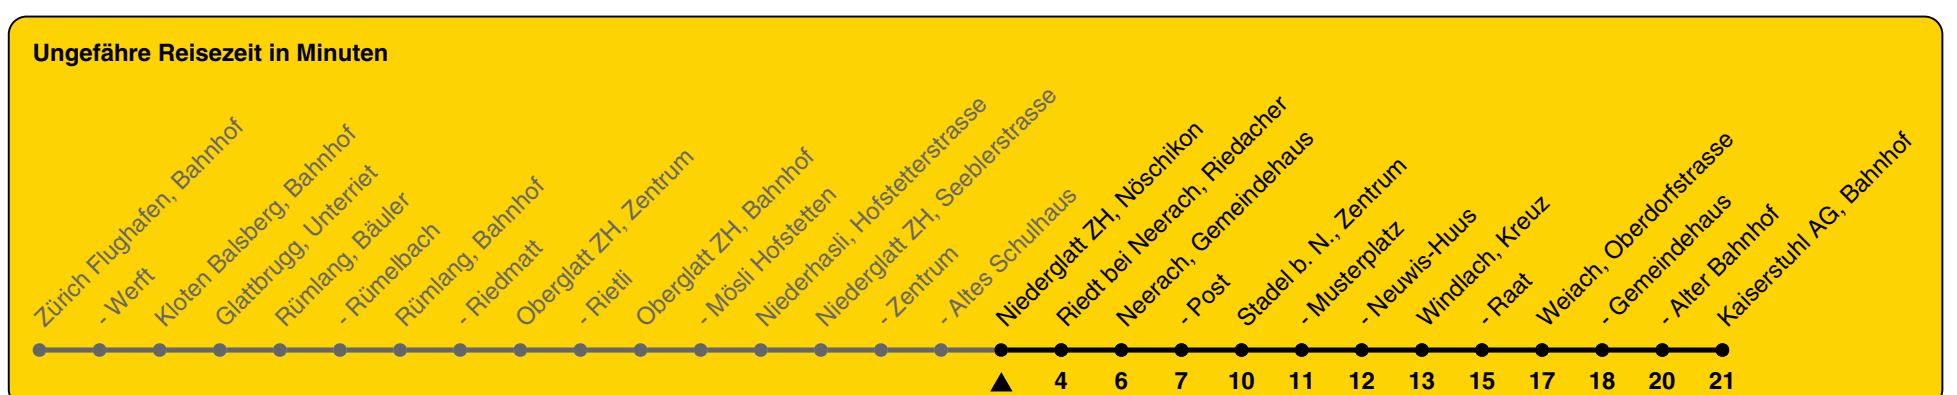 Ungefähre Reisezeit in Minuten
Zürich Flughafen, Bahnhof
- Werft
Kloten Balsberg, Bahnhof
Glattbrugg, Unterriet
Rümlang, Bäuler
- Rümelbach
Rümlang, Bahnhof
- Riedmatt
Oberglatt ZH, Zentrum
- Rietli
Oberglatt ZH, Bahnhof
- Mösli Hofstetten
Niederhasli, Hofstetterstrasse
Niederglatt ZH, Seeblerstrasse
- Zentrum
- Altes Schulhaus
Niederglatt ZH, Nöschikon
Riedt bei Neerach, Riedacher
Neerach, Gemeindehaus
- Post
Stadel b. N., Zentrum
- Musterplatz
- Neuwis-Huus
Windlach, Kreuz
- Raat
Weiach, Oberdorfstrasse
- Gemeindehaus
- Alter Bahnhof
Kaiserstuhl AG, Bahnhof
4 6 7 10 11 12 13 15 17 18 20 21